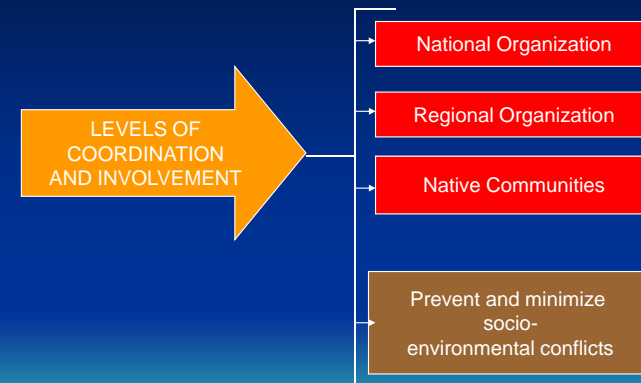 LEVELS OF
COORDINATION
AND INVOLVEMENT
National Organization
Regional Organization
Native Communities
Prevent and minimize
socio-
environmental conflicts